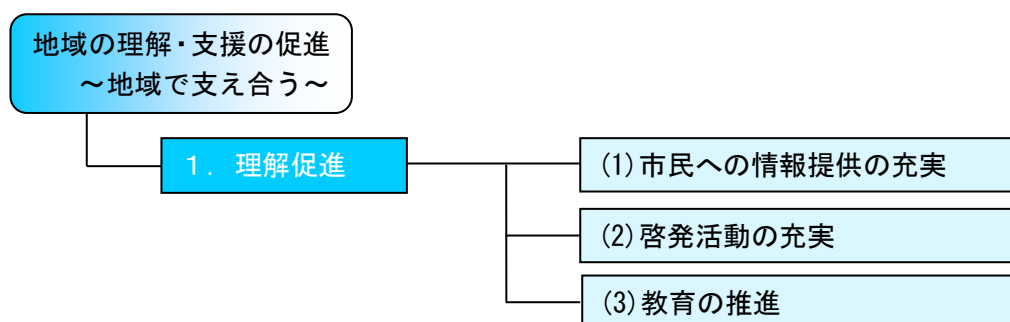 地域の理解・支援の促進
～地域で支え合う～
１．理解促進
(1)市民への情報提供の充実
(2)啓発活動の充実
(3)教育の推進